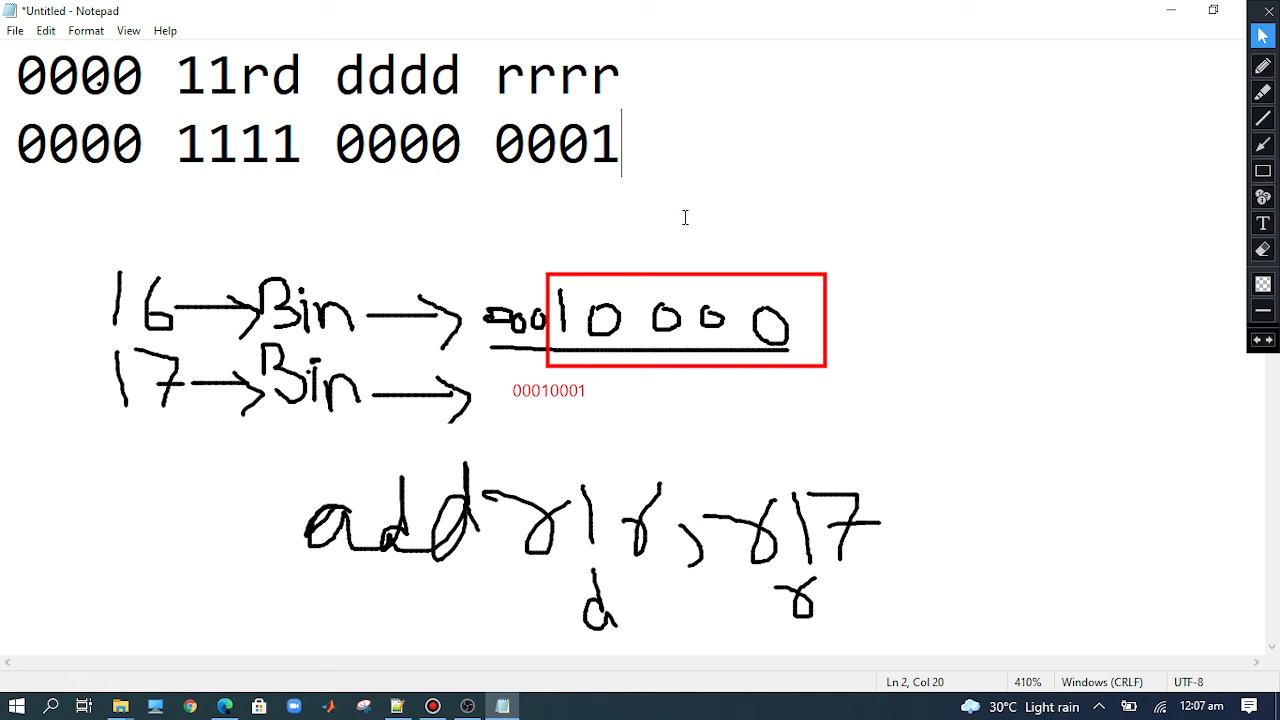 *Untitled - Notepad
File Edit Format View Help
0000 11rd dddd rrrr
0000 1111 0000 0001
16 → Bin → 00010000
17 → Bin →
00010001
add r16, r17
d r
Ln 2, Col 20 410% Windows (CRLF) UTF-8
30°C Light rain 12:07 am